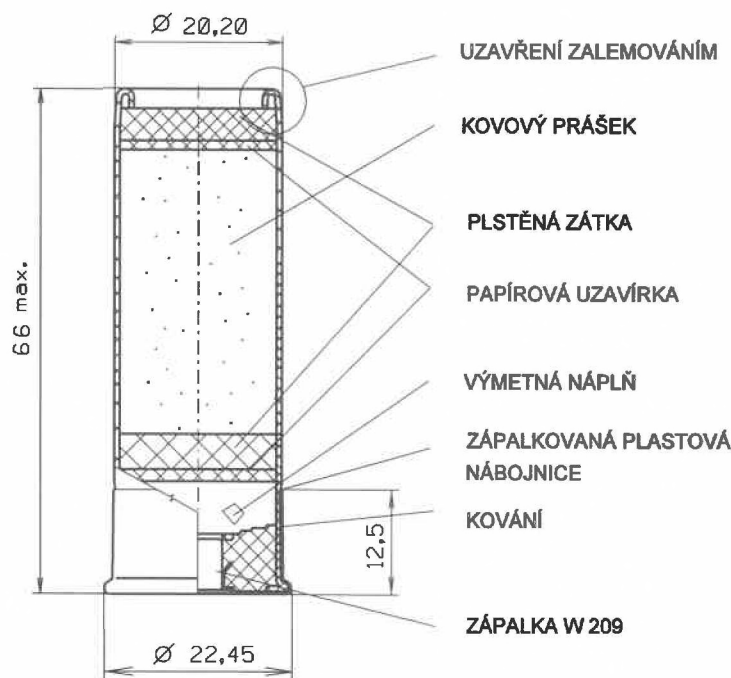 Ø 20,20
UZAVŘENÍ ZALEMOVÁNÍM
KOVOVÝ PRÁŠEK
PLSTĚNÁ ZÁTKA
66 max.
PAPÍROVÁ UZAVÍRKA
VÝMETNÁ NÁPLŇ
ZÁPALKOVANÁ PLASTOVÁ
NÁBOJNICE
12,5
KOVÁNÍ
ZÁPALKA W 209
Ø 22,45